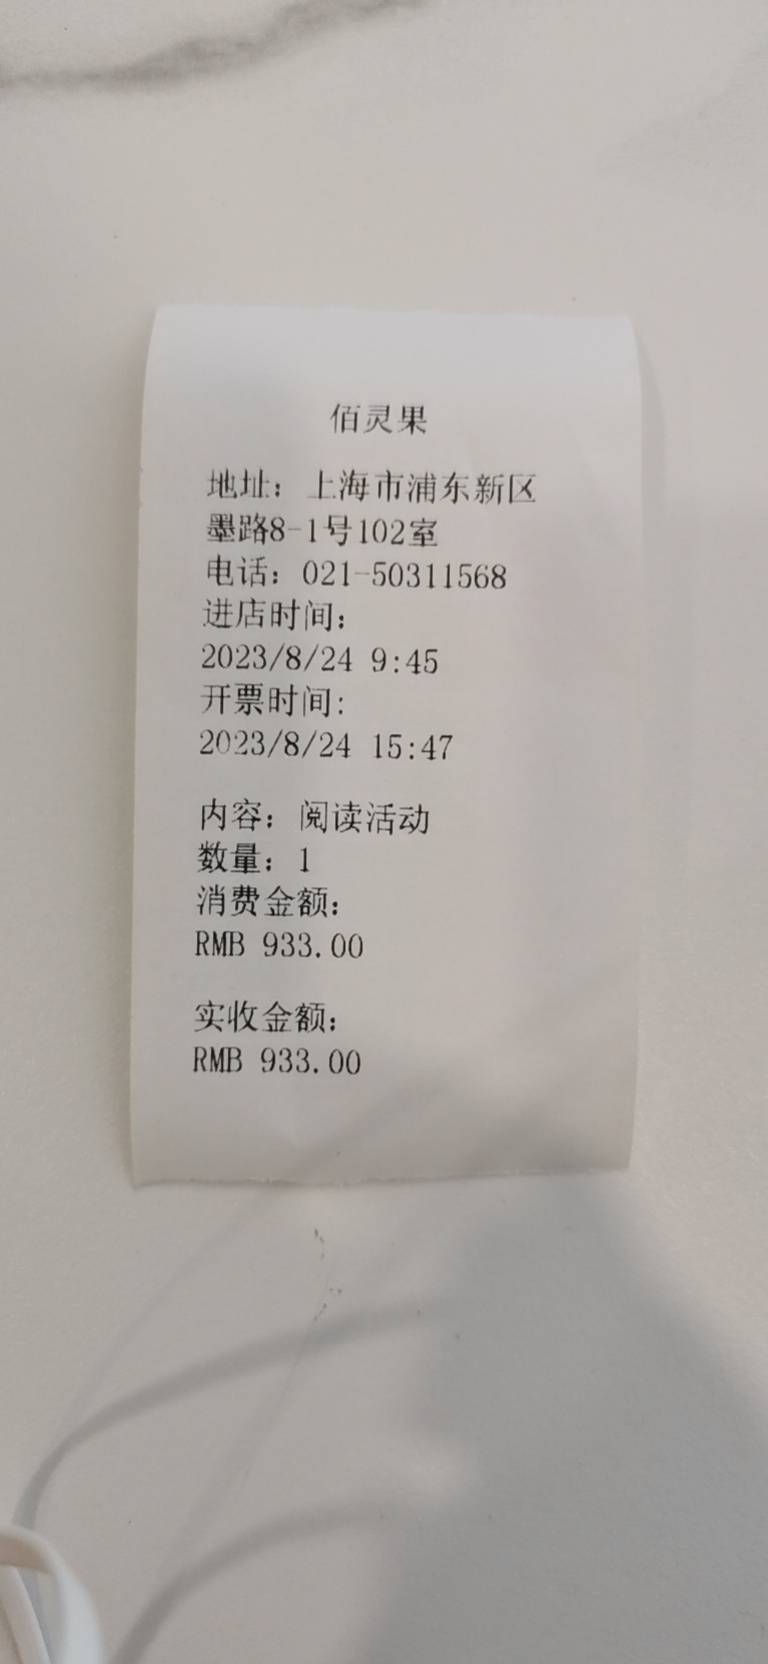 佰灵果
地址：上海市浦东新区
墨路8-1号102室
电话：021-50311568
进店时间：
2023/8/24 9:45
开票时间：
2023/8/24 15:47
内容：阅读活动
数量：1
消费金额：
RMB 933.00
实收金额：
RMB 933.00